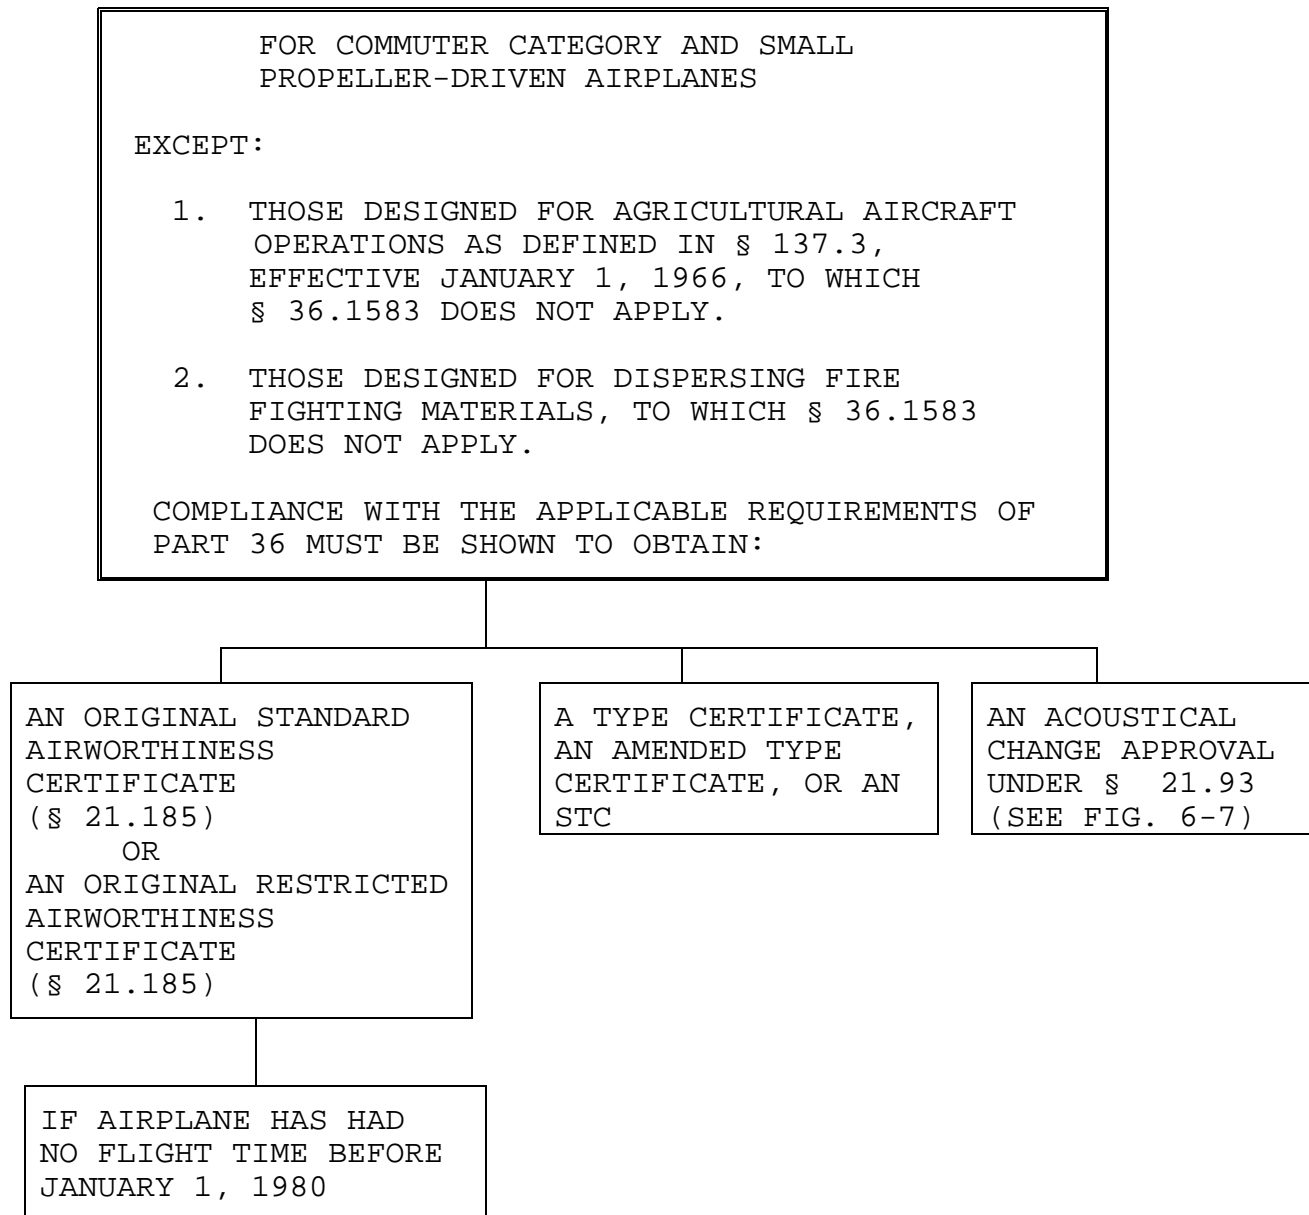 FOR COMMUTER CATEGORY AND SMALL
PROPELLER-DRIVEN AIRPLANES
EXCEPT:
1. THOSE DESIGNED FOR AGRICULTURAL AIRCRAFT
OPERATIONS AS DEFINED IN § 137.3,
EFFECTIVE JANUARY 1, 1966, TO WHICH
§ 36.1583 DOES NOT APPLY.
2. THOSE DESIGNED FOR DISPERSING FIRE
FIGHTING MATERIALS, TO WHICH § 36.1583
DOES NOT APPLY.
COMPLIANCE WITH THE APPLICABLE REQUIREMENTS OF
PART 36 MUST BE SHOWN TO OBTAIN:
AN ORIGINAL STANDARD
AIRWORTHINESS
CERTIFICATE
(§ 21.185)
OR
AN ORIGINAL RESTRICTED
AIRWORTHINESS
CERTIFICATE
(§ 21.185)
IF AIRPLANE HAS HAD
NO FLIGHT TIME BEFORE
JANUARY 1, 1980
A TYPE CERTIFICATE,
AN AMENDED TYPE
CERTIFICATE, OR AN
STC
AN ACOUSTICAL
CHANGE APPROVAL
UNDER § 21.93
(SEE FIG. 6-7)